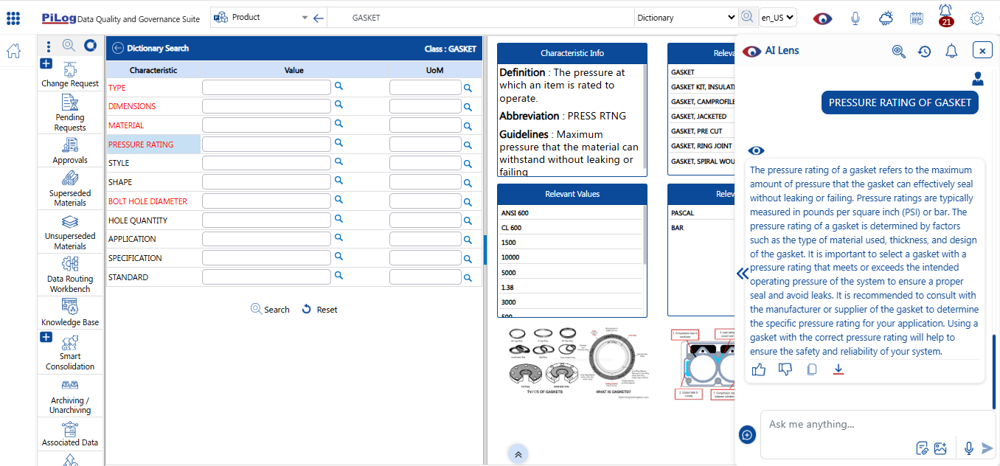 PiLog Data Quality and Governance Suite
Product
GASKET
Dictionary
en_US
21
Change Request
Pending
Requests
Approvals
Superseded
Materials
Unsuperseded
Materials
Data Routing
Workbench
Knowledge Base
Smart
Consolidation
Archiving /
Unarchiving
Associated Data
Dictionary Search
Class : GASKET
Characteristic Value UoM
TYPE
DIMENSIONS
MATERIAL
PRESSURE RATING
STYLE
SHAPE
BOLT HOLE DIAMETER
HOLE QUANTITY
APPLICATION
SPECIFICATION
STANDARD
Search Reset
Characteristic Info
Definition : The pressure at
which an item is rated to
operate.
Abbreviation : PRESS RTNG
Guidelines : Maximum
pressure that the material can
withstand without leaking or
failing
Releva
GASKET
GASKET KIT, INSULATI
GASKET, CAMPROFILE
GASKET, JACKETED
GASKET, PRE CUT
GASKET, RING JOINT
GASKET, SPIRAL WOU
Relevant Values
ANSI 600
CL 600
1500
10000
5000
1.38
3000
500
Relev
PASCAL
BAR
TYPES OF GASKETS
WHAT IS GASKETS?
AI Lens
PRESSURE RATING OF GASKET
The pressure rating of a gasket refers to the maximum
amount of pressure that the gasket can effectively seal
without leaking or failing. Pressure ratings are typically
measured in pounds per square inch (PSI) or bar. The
pressure rating of a gasket is determined by factors
such as the type of material used, thickness, and design
of the gasket. It is important to select a gasket with a
pressure rating that meets or exceeds the intended
operating pressure of the system to ensure a proper
seal and avoid leaks. It is recommended to consult with
the manufacturer or supplier of the gasket to determine
the specific pressure rating for your application. Using a
gasket with the correct pressure rating will help to
ensure the safety and reliability of your system.
Ask me anything...